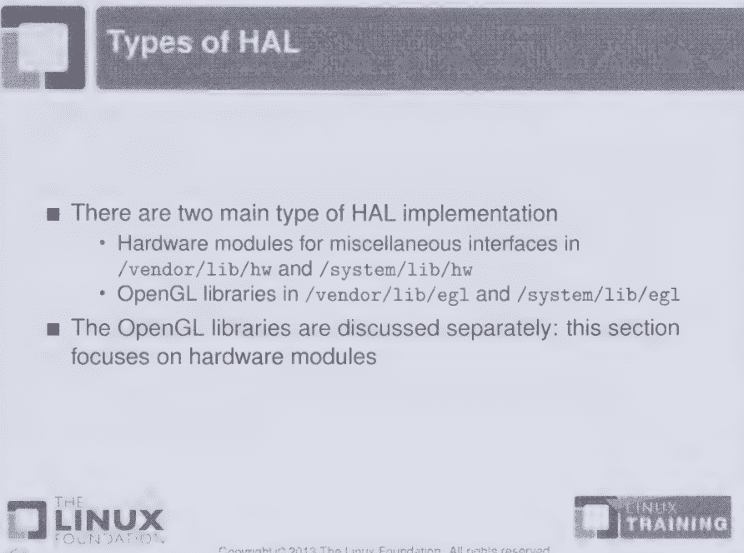 Types of HAL
■ There are two main type of HAL implementation
• Hardware modules for miscellaneous interfaces in
/vendor/lib/hw and /system/lib/hw
• OpenGL libraries in /vendor/lib/egl and /system/lib/egl
■ The OpenGL libraries are discussed separately: this section
focuses on hardware modules
THE
LINUX
FOUNDATION
LINUX
TRAINING
Copyright © 2013 The Linux Foundation. All rights reserved